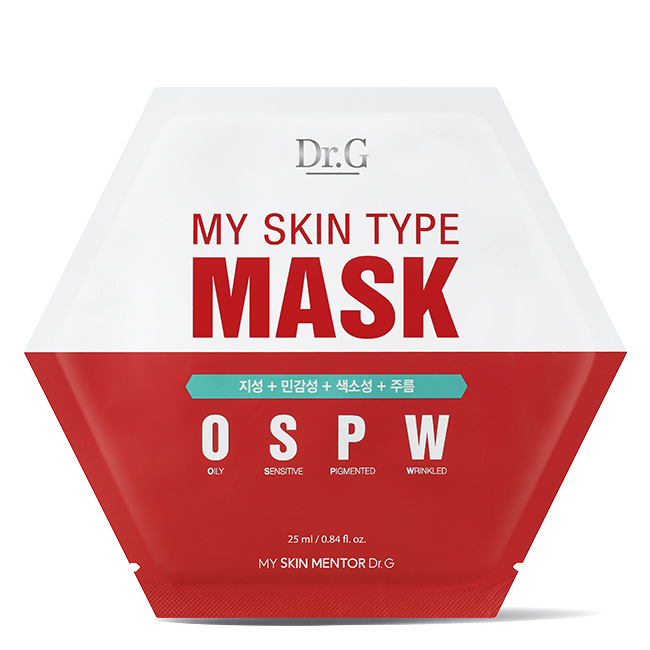 Dr.G
MY SKIN TYPE
MASK
지성 + 민감성 + 색소성 + 주름
O S P W
OILY SENSITIVE PIGMENTED WRINKLED
25 ml / 0.84 fl. oz.
MY SKIN MENTOR Dr.G